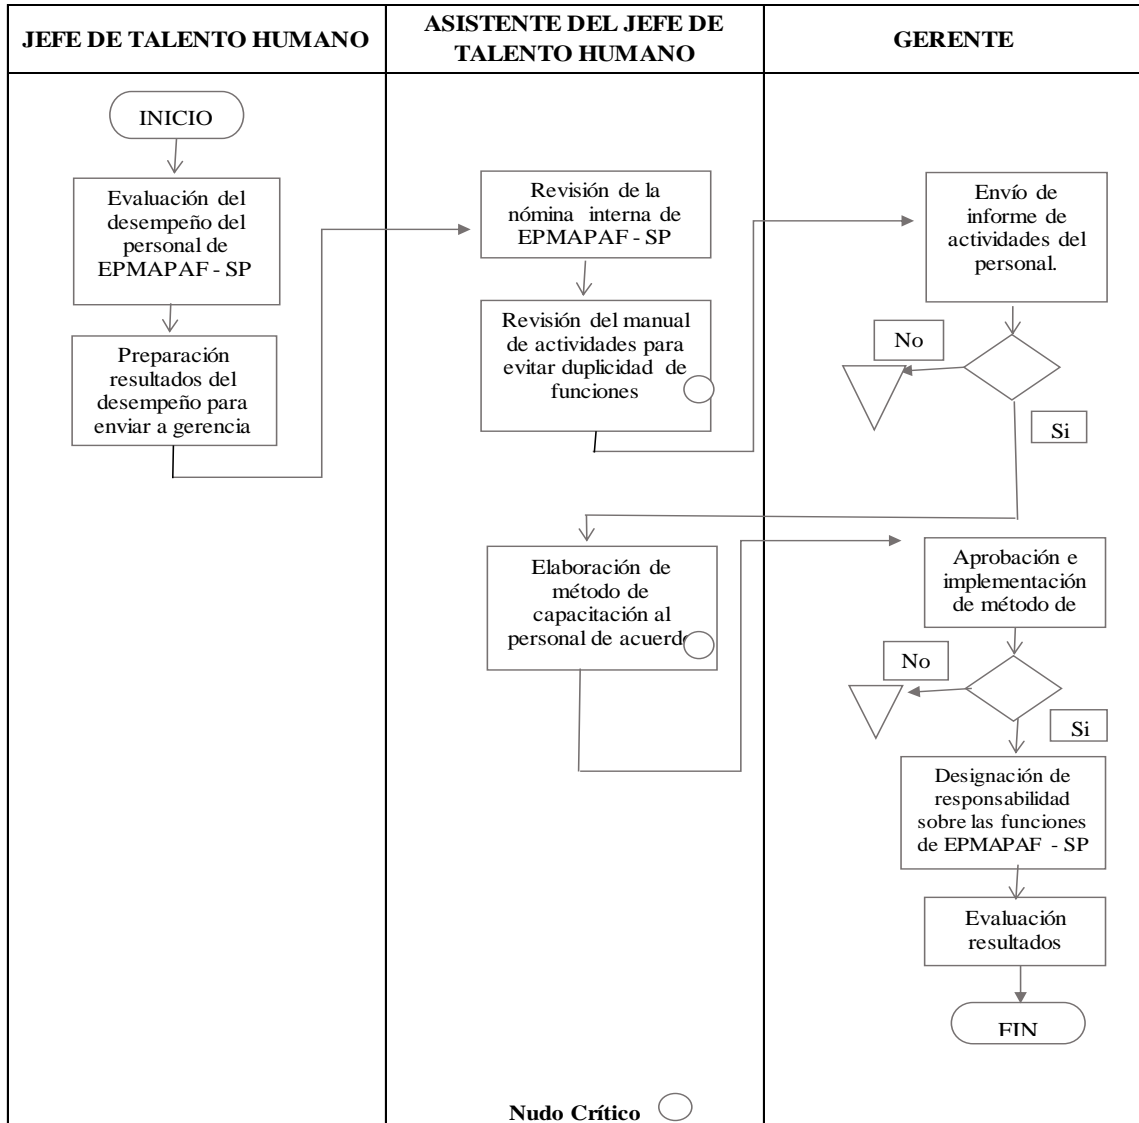 JEFE DE TALENTO HUMANO
ASISTENTE DEL JEFE DE
TALENTO HUMANO
GERENTE
INICIO
Evaluación del
desempeño del
personal de
EPMAPAF - SP
Preparación
resultados del
desempeño para
enviar a gerencia
Revisión de la
nómina interna de
EPMAPAF - SP
Revisión del manual
de actividades para
evitar duplicidad de
funciones
Envío de
informe de
actividades del
personal.
No
Si
Elaboración de
método de
capacitación al
personal de acuerdo
Aprobación e
implementación
de método de
No
Si
Designación de
responsabilidad
sobre las funciones
de EPMAPAF - SP
Evaluación
resultados
FIN
Nudo Crítico